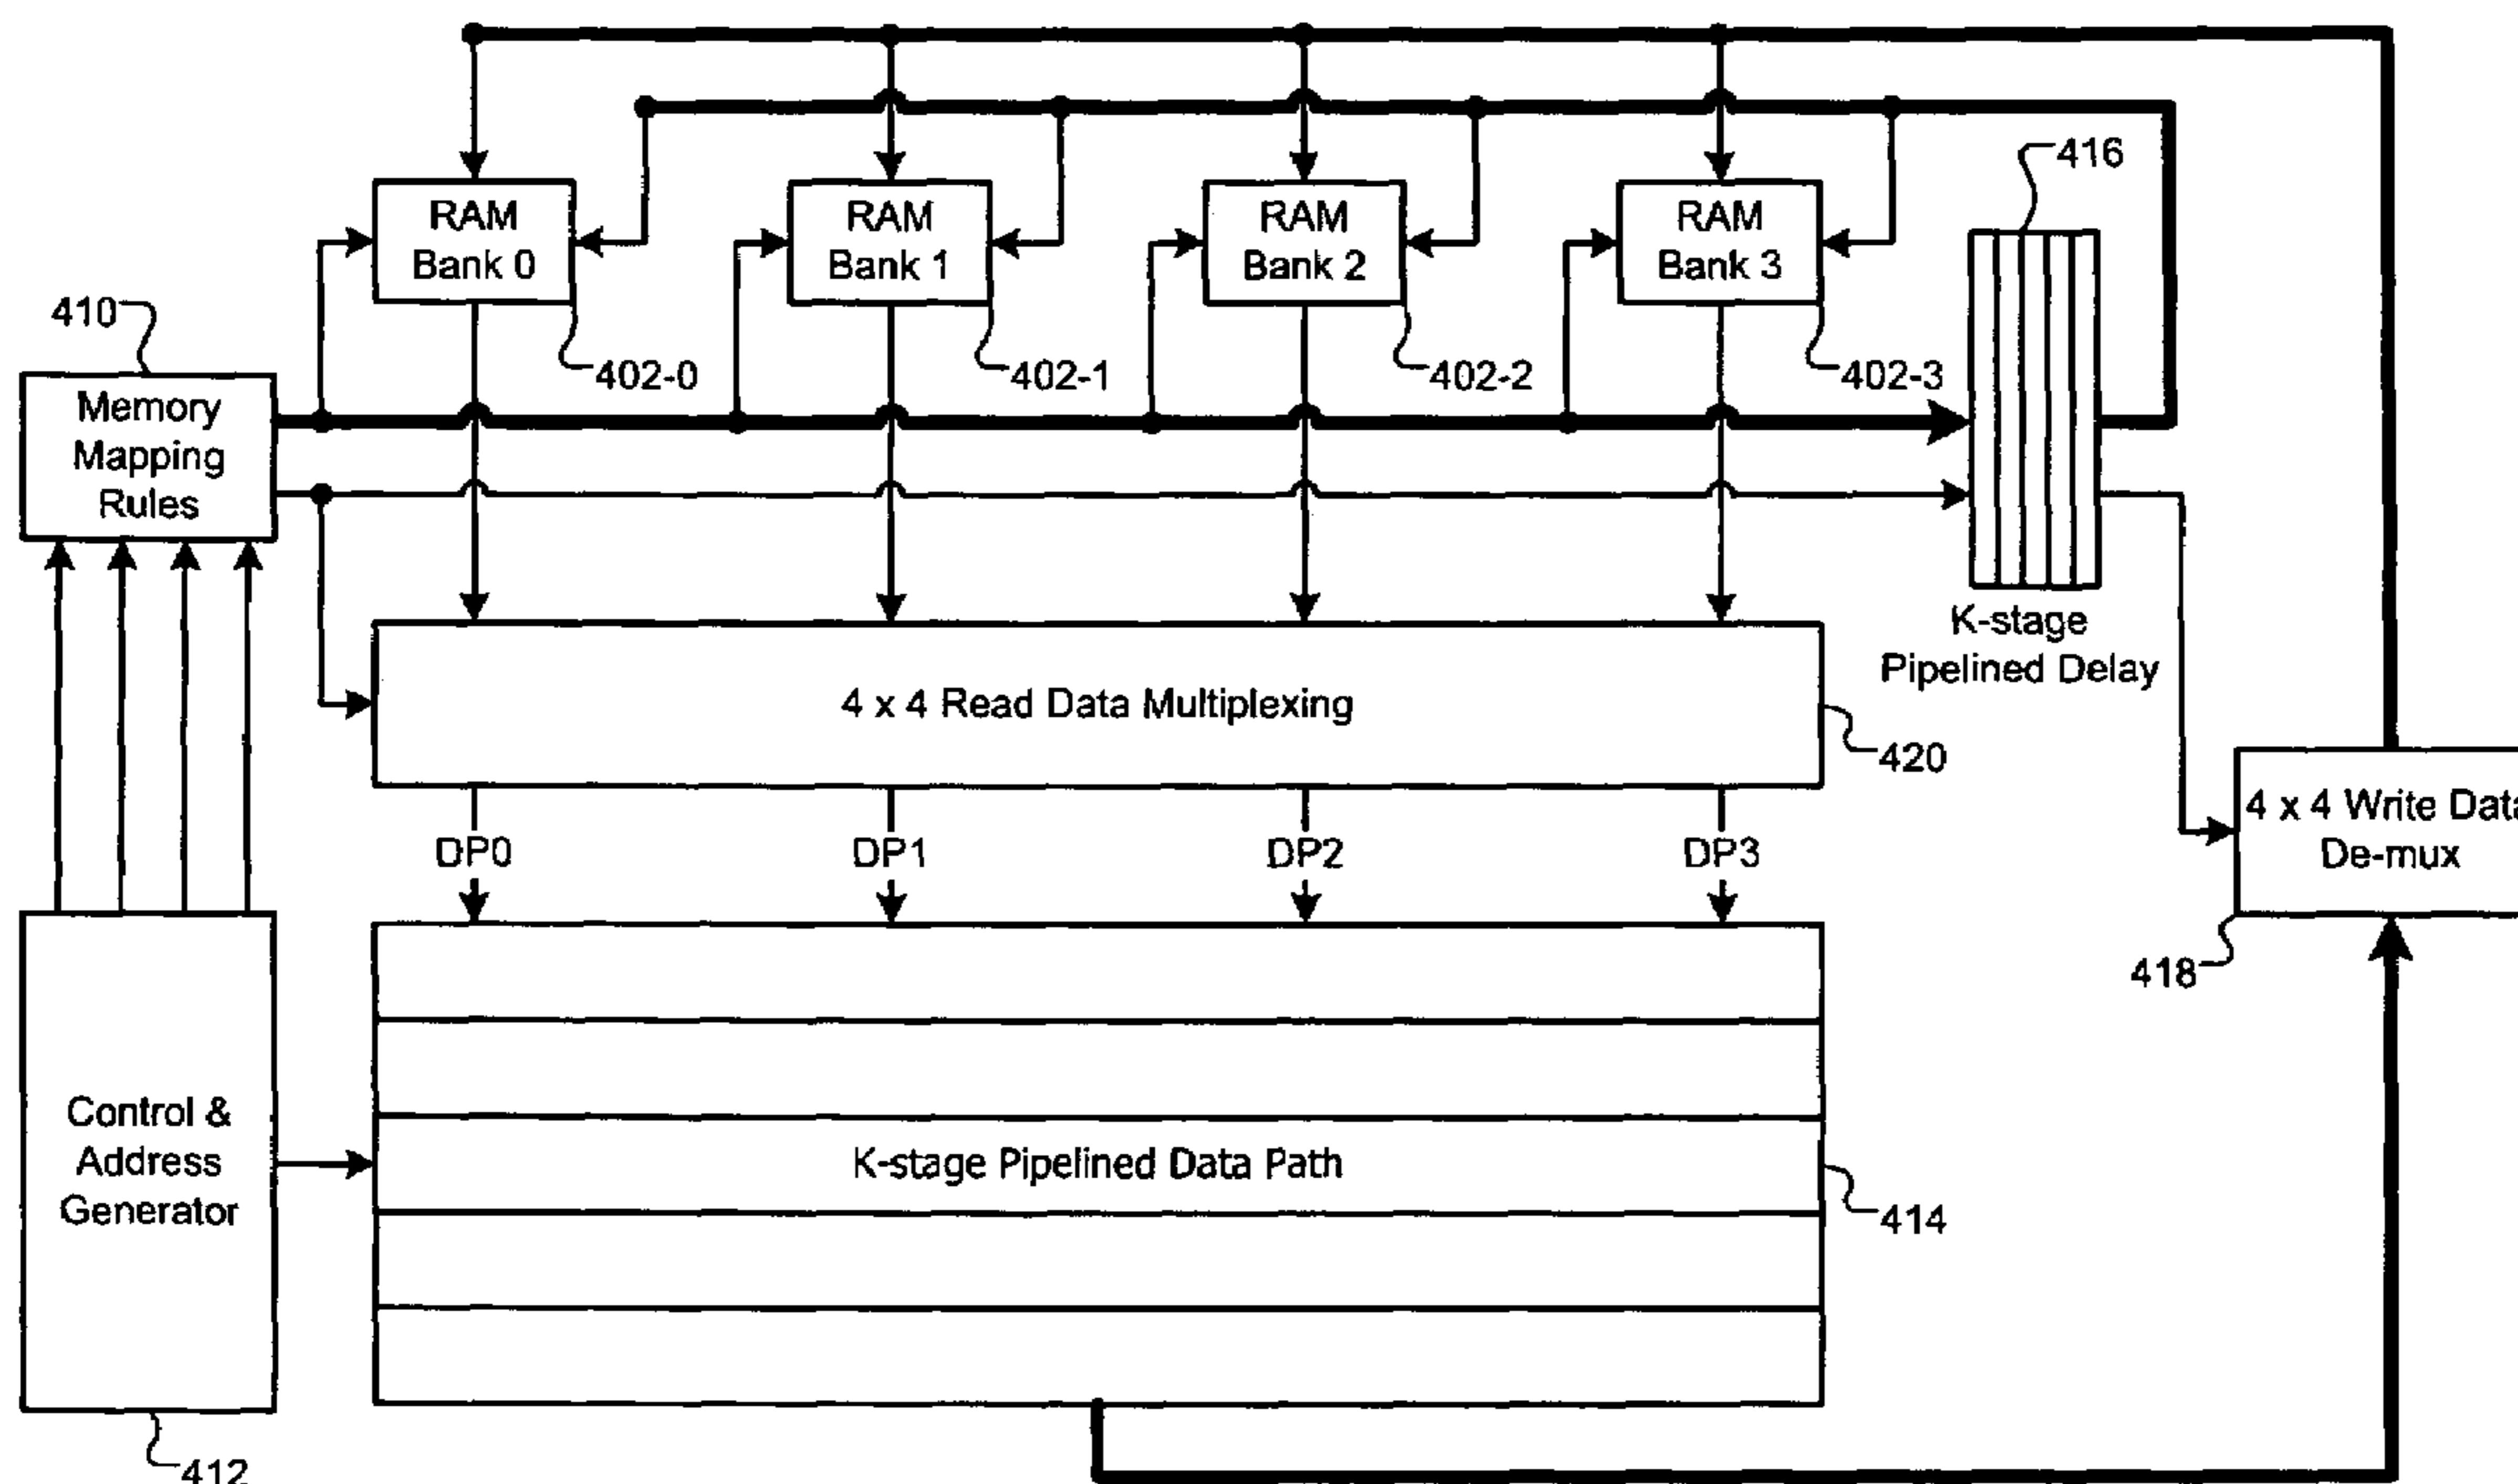 RAM
Bank 0
RAM
Bank 1
RAM
Bank 2
RAM
Bank 3
416
410
402-0
402-1
402-2
402-3
Memory
Mapping
Rules
K-stage
Pipelined Delay
4 x 4 Read Data Multiplexing
420
4 x 4 Write Data
De-mux
DP0
DP1
DP2
DP3
418
Control &
Address
Generator
K-stage Pipelined Data Path
414
412